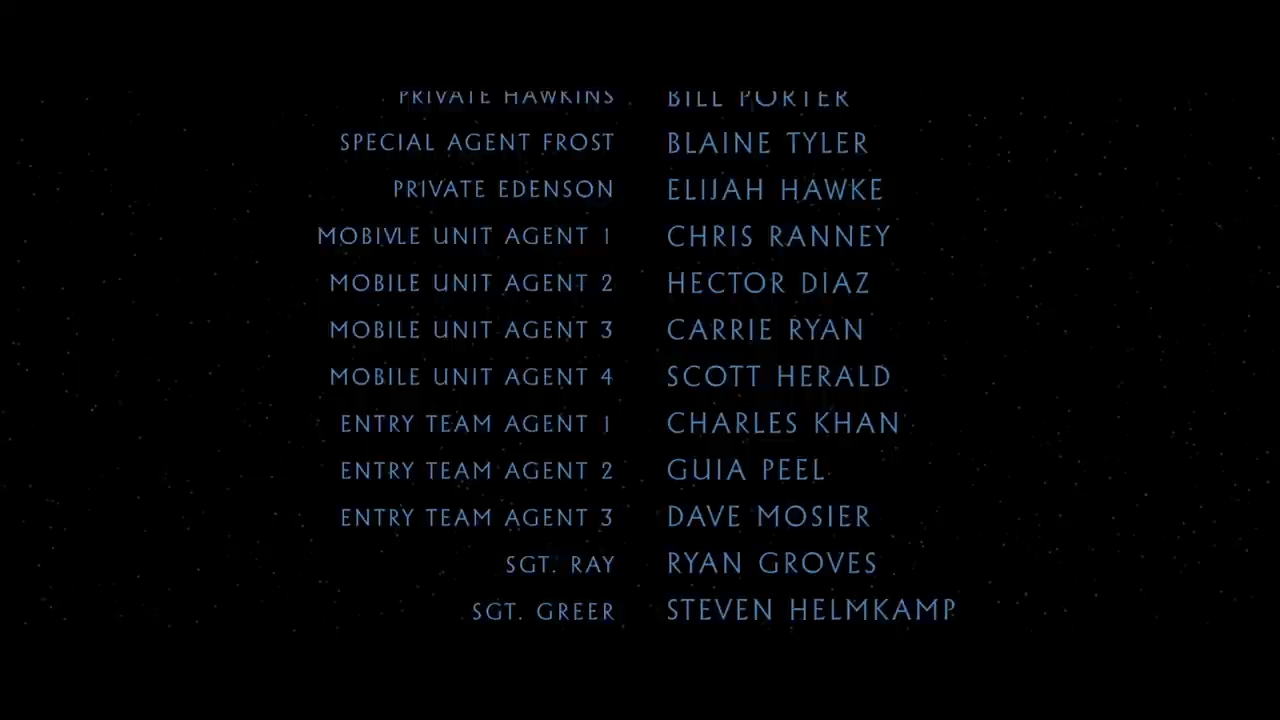 PRIVATE HAWKINS BILL PORTER
SPECIAL AGENT FROST BLAINE TYLER
PRIVATE EDENSON ELIJAH HAWKE
MOBIVLE UNIT AGENT 1 CHRIS RANNEY
MOBILE UNIT AGENT 2 HECTOR DIAZ
MOBILE UNIT AGENT 3 CARRIE RYAN
MOBILE UNIT AGENT 4 SCOTT HERALD
ENTRY TEAM AGENT 1 CHARLES KHAN
ENTRY TEAM AGENT 2 GUIA PEEL
ENTRY TEAM AGENT 3 DAVE MOSIER
SGT. RAY RYAN GROVES
SGT. GREER STEVEN HELMKAMP